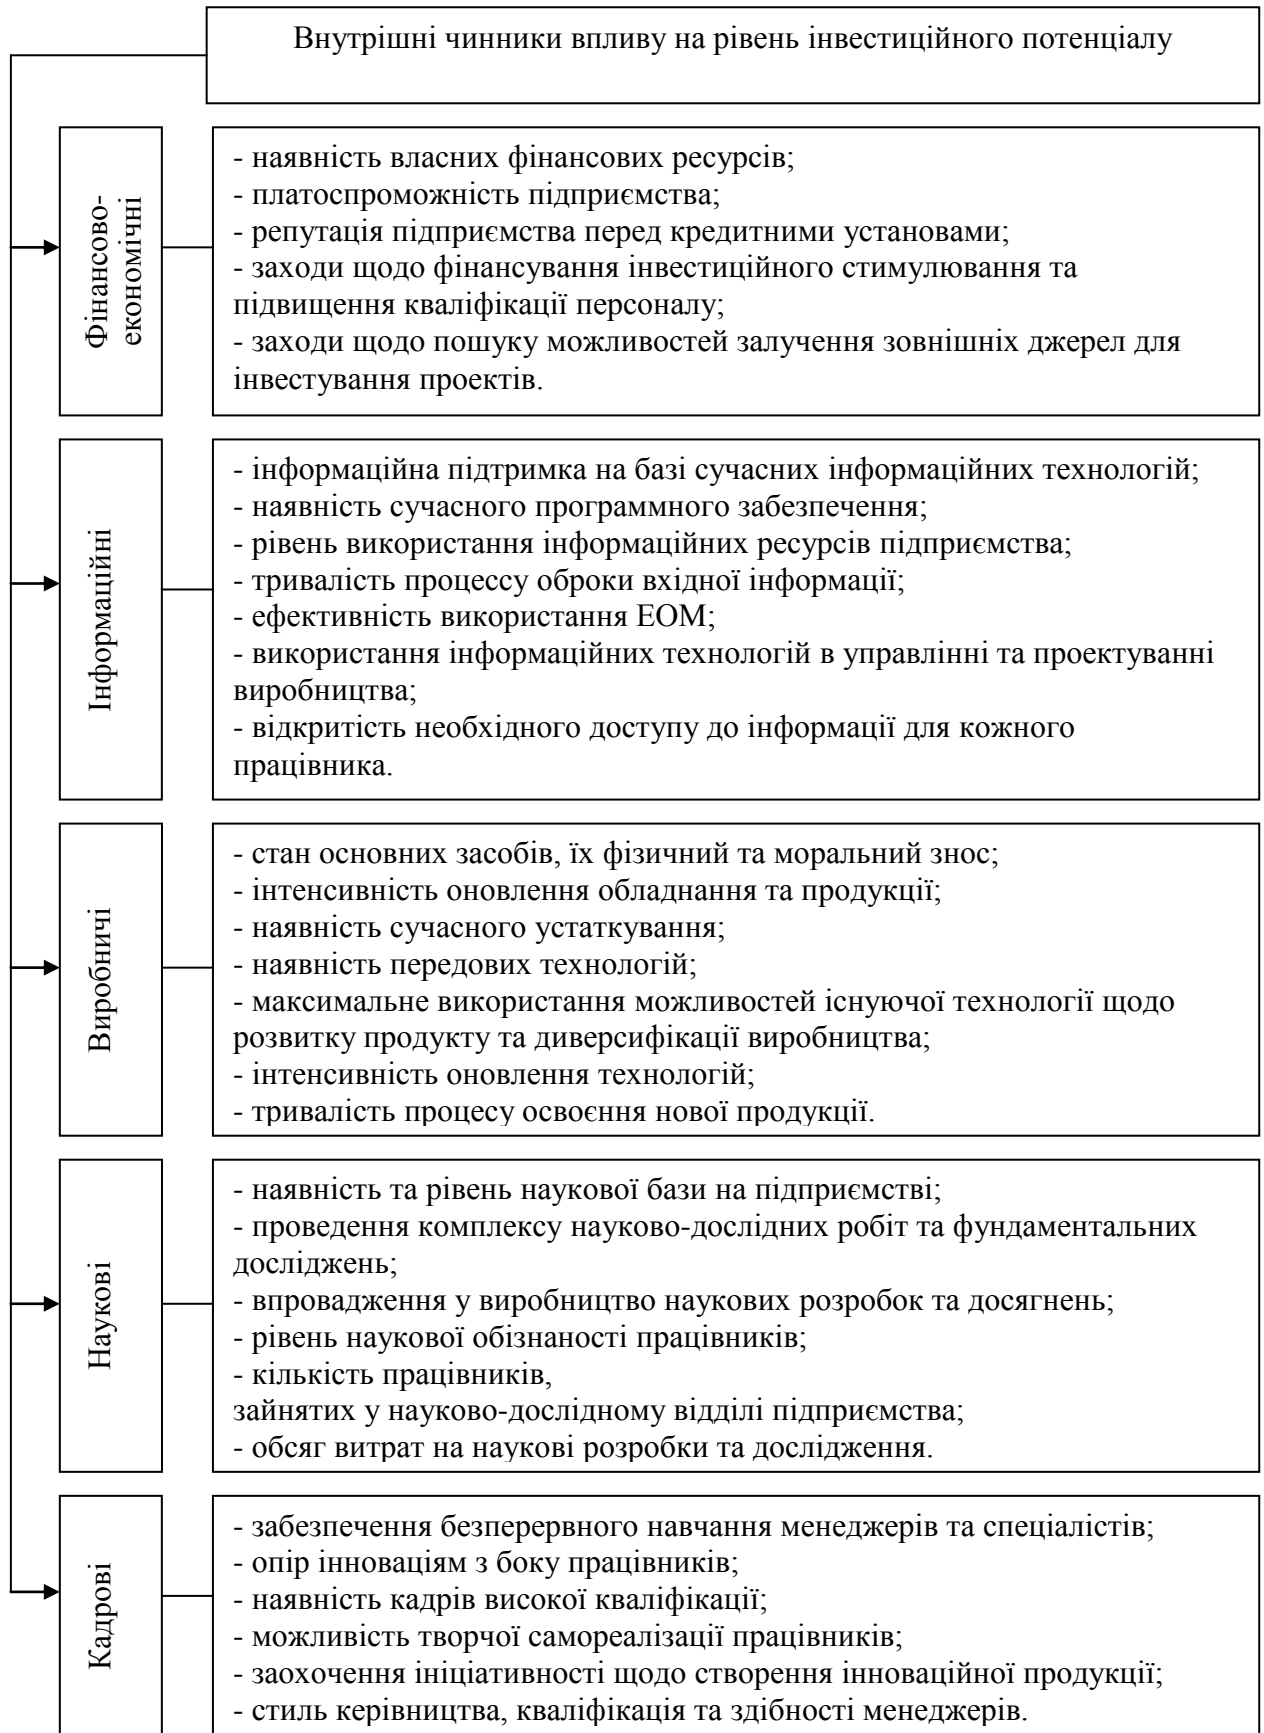 Внутрішні чинники впливу на рівень інвестиційного потенціалу
Фінансово-
економічні
- наявність власних фінансових ресурсів;
- платоспроможність підприємства;
- репутація підприємства перед кредитними установами;
- заходи щодо фінансування інвестиційного стимулювання та
підвищення кваліфікації персоналу;
- заходи щодо пошуку можливостей залучення зовнішніх джерел для
інвестування проектів.
Інформаційні
- інформаційна підтримка на базі сучасних інформаційних технологій;
- наявність сучасного программного забезпечення;
- рівень використання інформаційних ресурсів підприємства;
- тривалість процессу оброки вхідної інформації;
- ефективність використання ЕОМ;
- використання інформаційних технологій в управлінні та проектуванні
виробництва;
- відкритість необхідного доступу до інформації для кожного
працівника.
Виробничі
- стан основних засобів, їх фізичний та моральний знос;
- інтенсивність оновлення обладнання та продукції;
- наявність сучасного устаткування;
- наявність передових технологій;
- максимальне використання можливостей існуючої технології щодо
розвитку продукту та диверсифікації виробництва;
- інтенсивність оновлення технологій;
- тривалість процесу освоєння нової продукції.
Наукові
- наявність та рівень наукової бази на підприємстві;
- проведення комплексу науково-дослідних робіт та фундаментальних
досліджень;
- впровадження у виробництво наукових розробок та досягнень;
- рівень наукової обізнаності працівників;
- кількість працівників,
зайнятих у науково-дослідному відділі підприємства;
- обсяг витрат на наукові розробки та дослідження.
Кадрові
- забезпечення безперервного навчання менеджерів та спеціалістів;
- опір інноваціям з боку працівників;
- наявність кадрів високої кваліфікації;
- можливість творчої самореалізації працівників;
- заохочення ініціативності щодо створення інноваційної продукції;
- стиль керівництва, кваліфікація та здібності менеджерів.